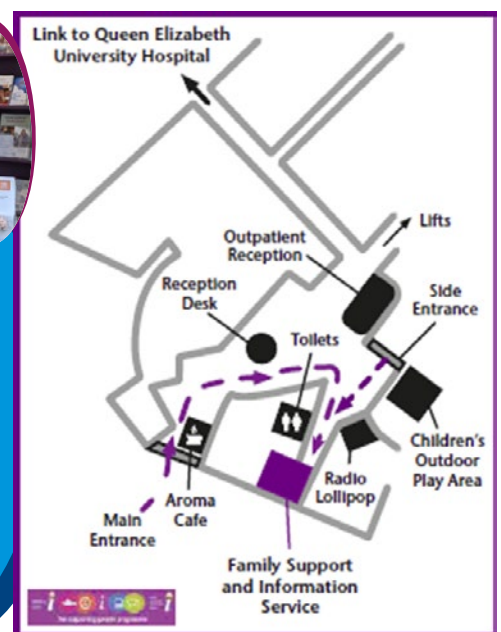 Link to Queen Elizabeth
University Hospital
Lifts
Outpatient
Reception
Side
Entrance
Reception
Desk
Toilets
Children's
Outdoor
Play Area
Radio
Lollipop
Aroma
Cafe
Main
Entrance
Family Support
and Information
Service